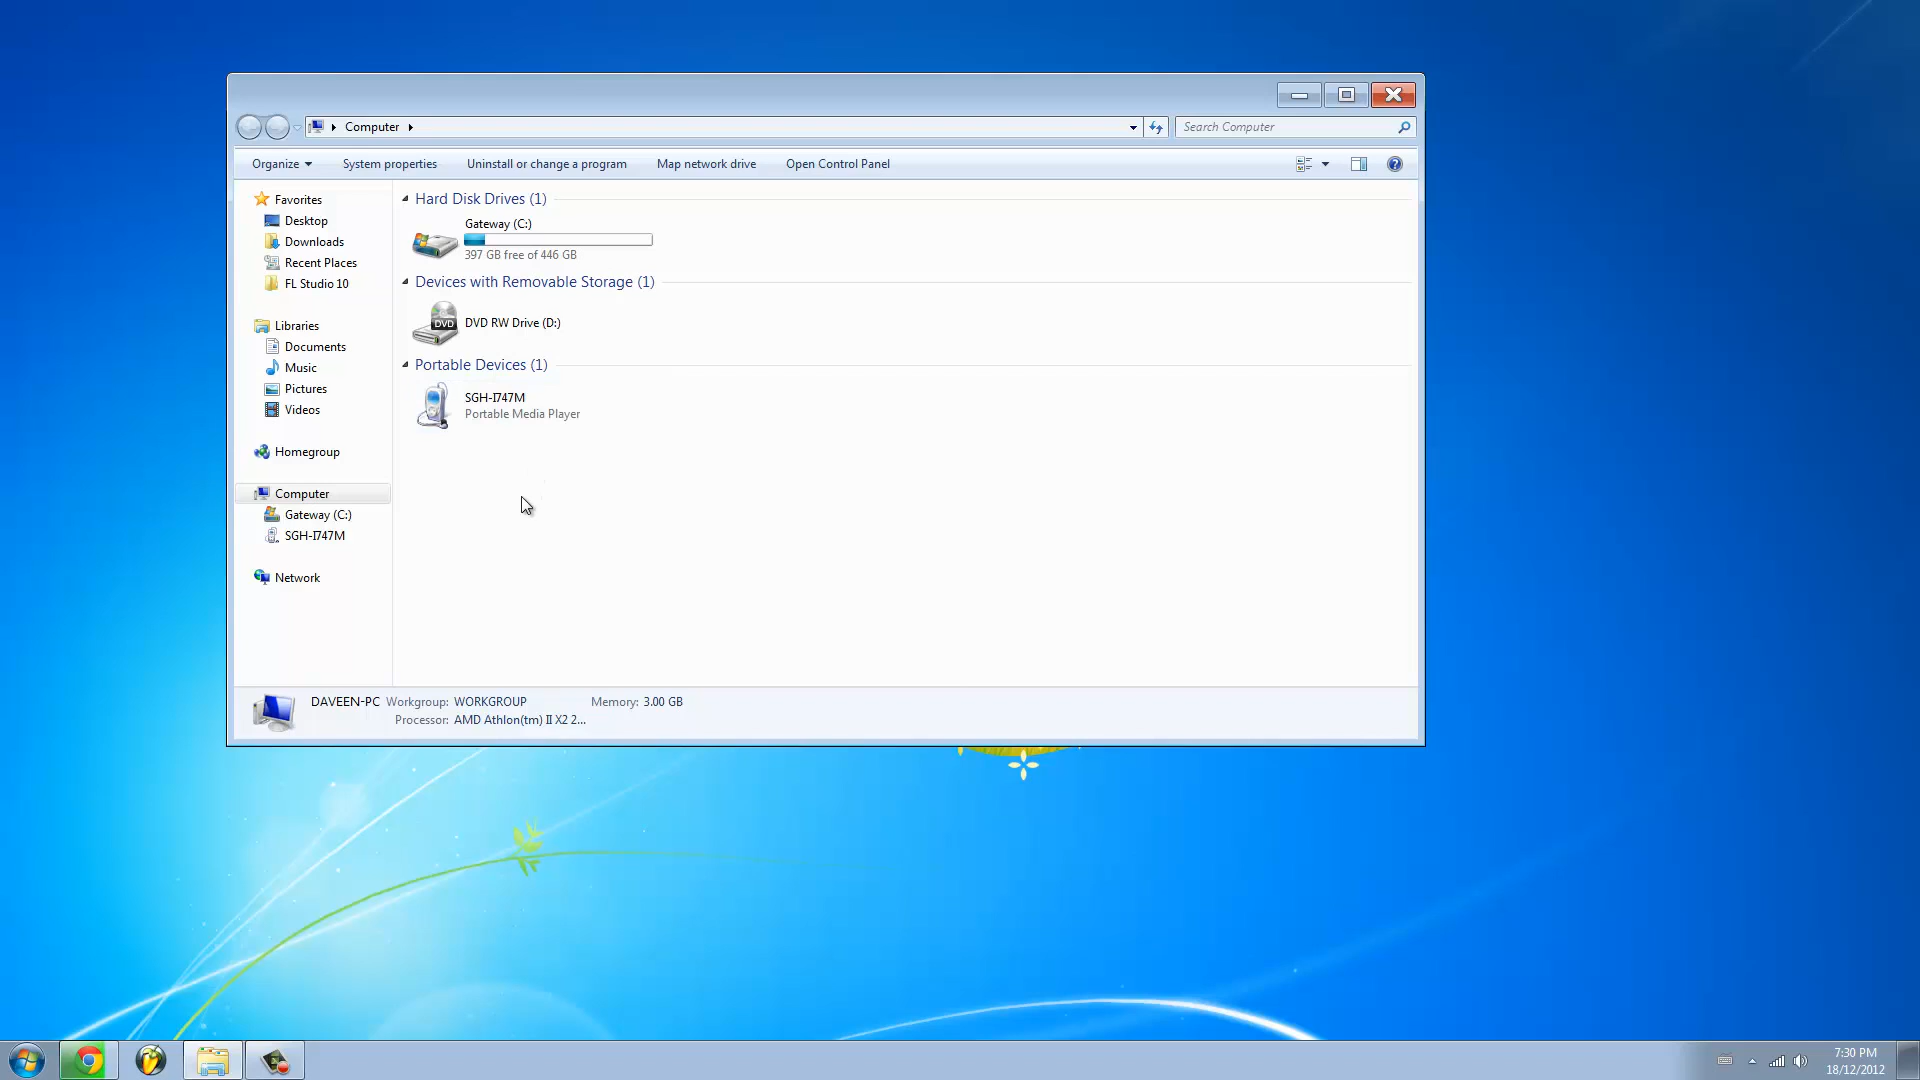 Computer
Search Computer
Organize
System properties
Uninstall or change a program
Map network drive
Open Control Panel
Favorites
Desktop
Downloads
Recent Places
FL Studio 10
Libraries
Documents
Music
Pictures
Videos
Homegroup
Computer
Gateway (C:)
SGH-I747M
Network
Hard Disk Drives (1)
Gateway (C:)
397 GB free of 446 GB
Devices with Removable Storage (1)
DVD
DVD RW Drive (D:)
Portable Devices (1)
SGH-I747M
Portable Media Player
DAVEEN-PC Workgroup: WORKGROUP Memory: 3.00 GB
Processor: AMD Athlon(tm) II X2 2...
7:30 PM
18/12/2012